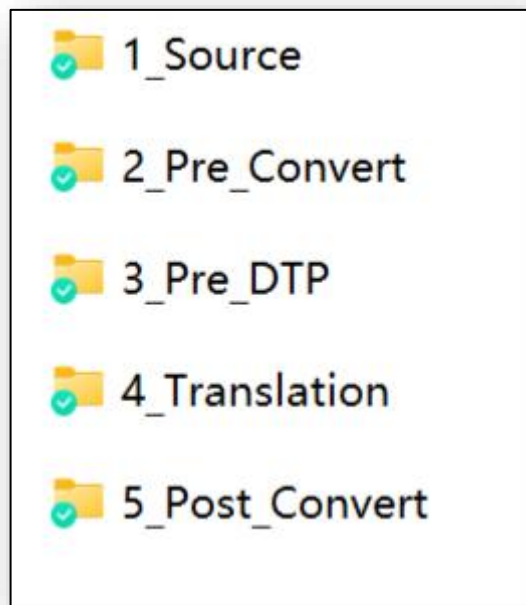 1_Source
2_Pre_Convert
3_Pre_DTP
4_Translation
5_Post_Convert